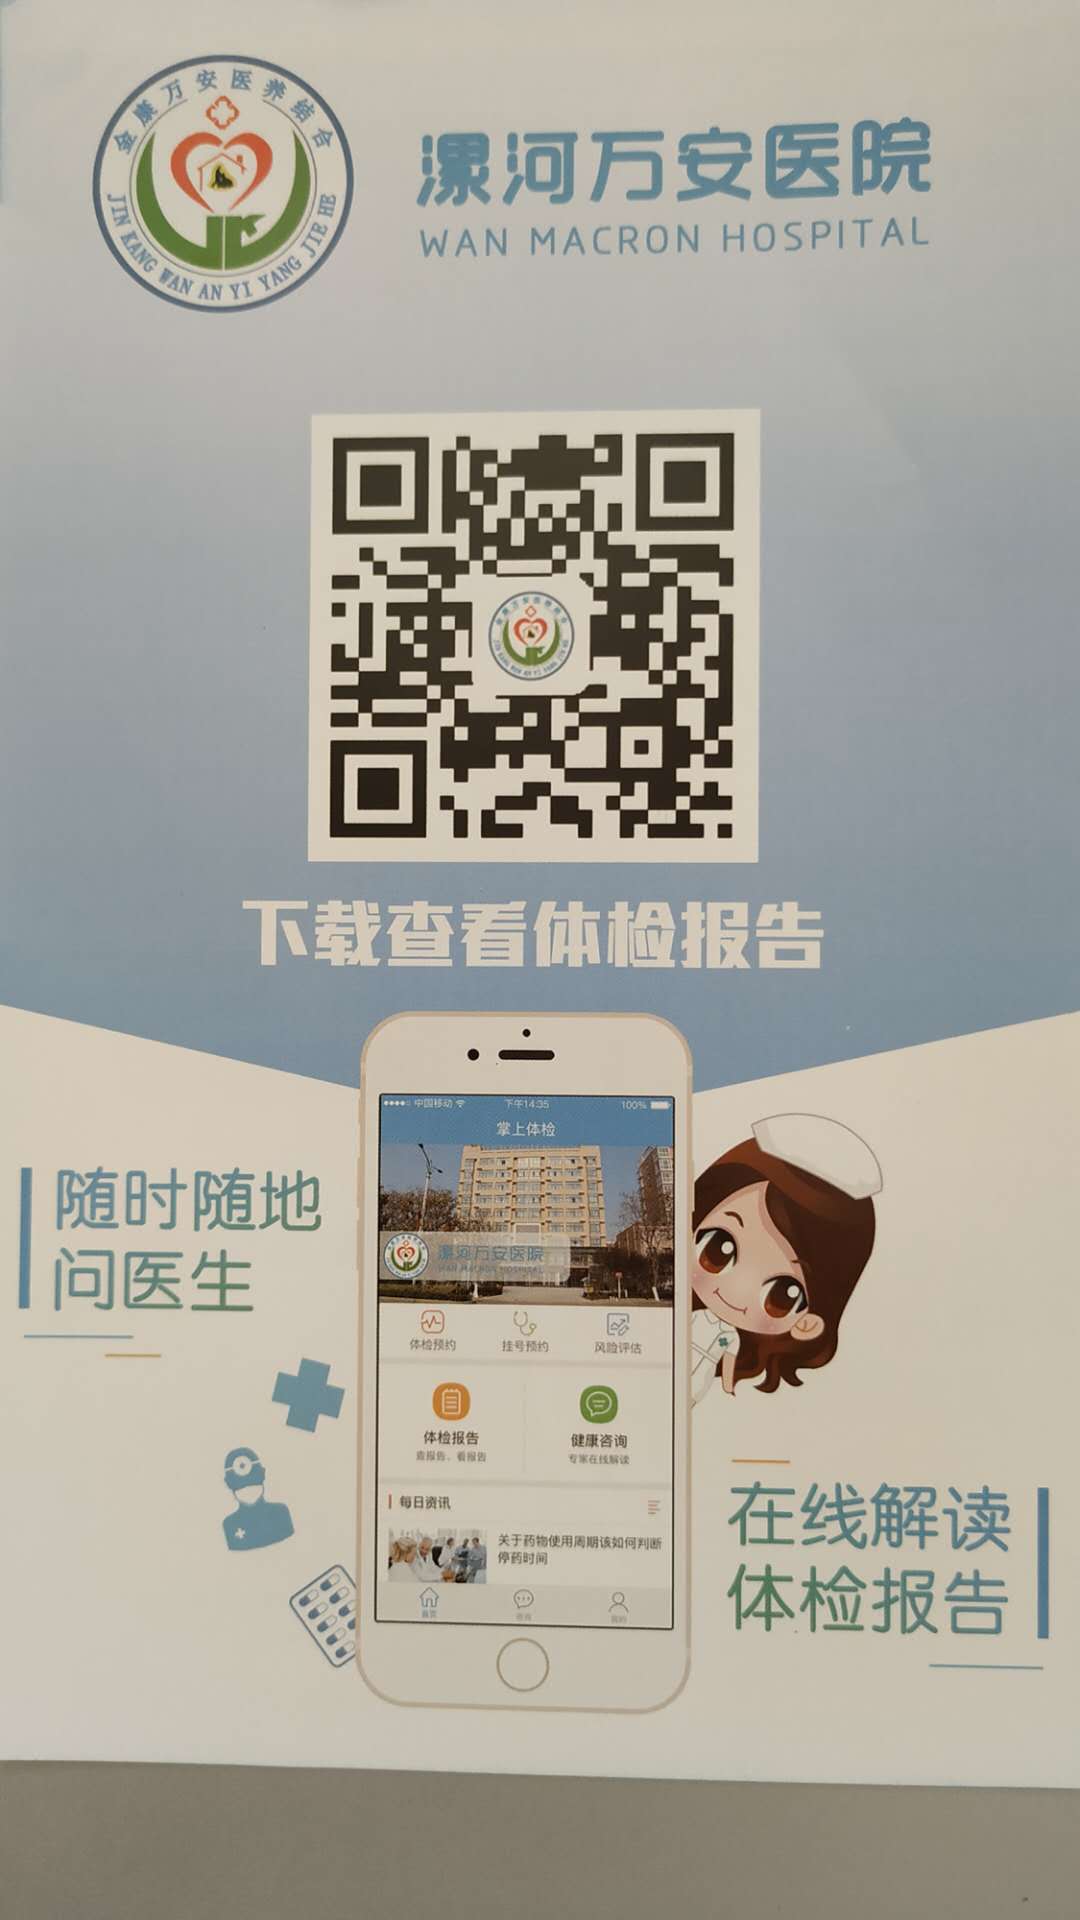 金康万安医养结合
JIN KANG WAN AN YI YANG JIE HE
漯河万安医院
WAN MACRON HOSPITAL
下载查看体检报告
中国移动 下午14:35 100%
掌上体检
漯河万安医院
WAN MACRON HOSPITAL
体检预约 挂号预约 风险评估
体检报告 健康咨询
查报告、看报告 专家在线解读
每日资讯
关于药物使用周期该如何判断
停药时间
首页 咨询 我的
随时随地
问医生
在线解读
体检报告